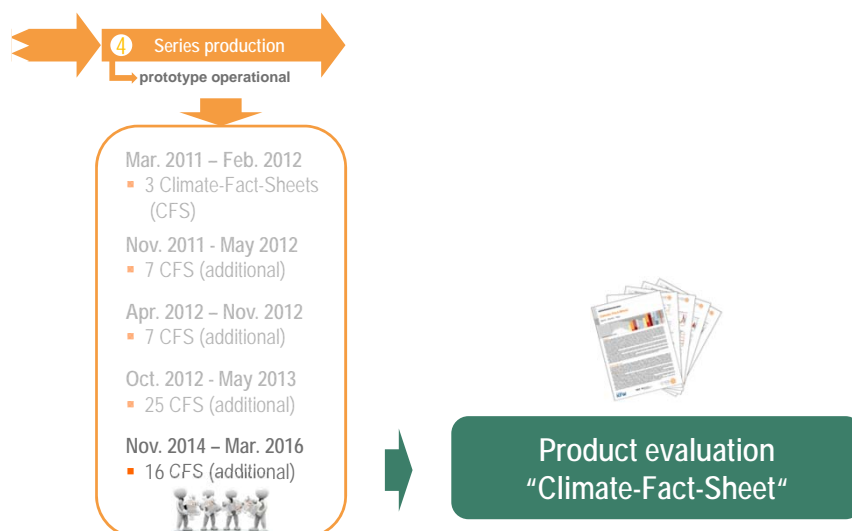 4 Series production
prototype operational
Mar. 2011 – Feb. 2012
▪ 3 Climate-Fact-Sheets
(CFS)
Nov. 2011 - May 2012
▪ 7 CFS (additional)
Apr. 2012 – Nov. 2012
▪ 7 CFS (additional)
Oct. 2012 - May 2013
▪ 25 CFS (additional)
Nov. 2014 – Mar. 2016
▪ 16 CFS (additional)
Product evaluation
“Climate-Fact-Sheet“